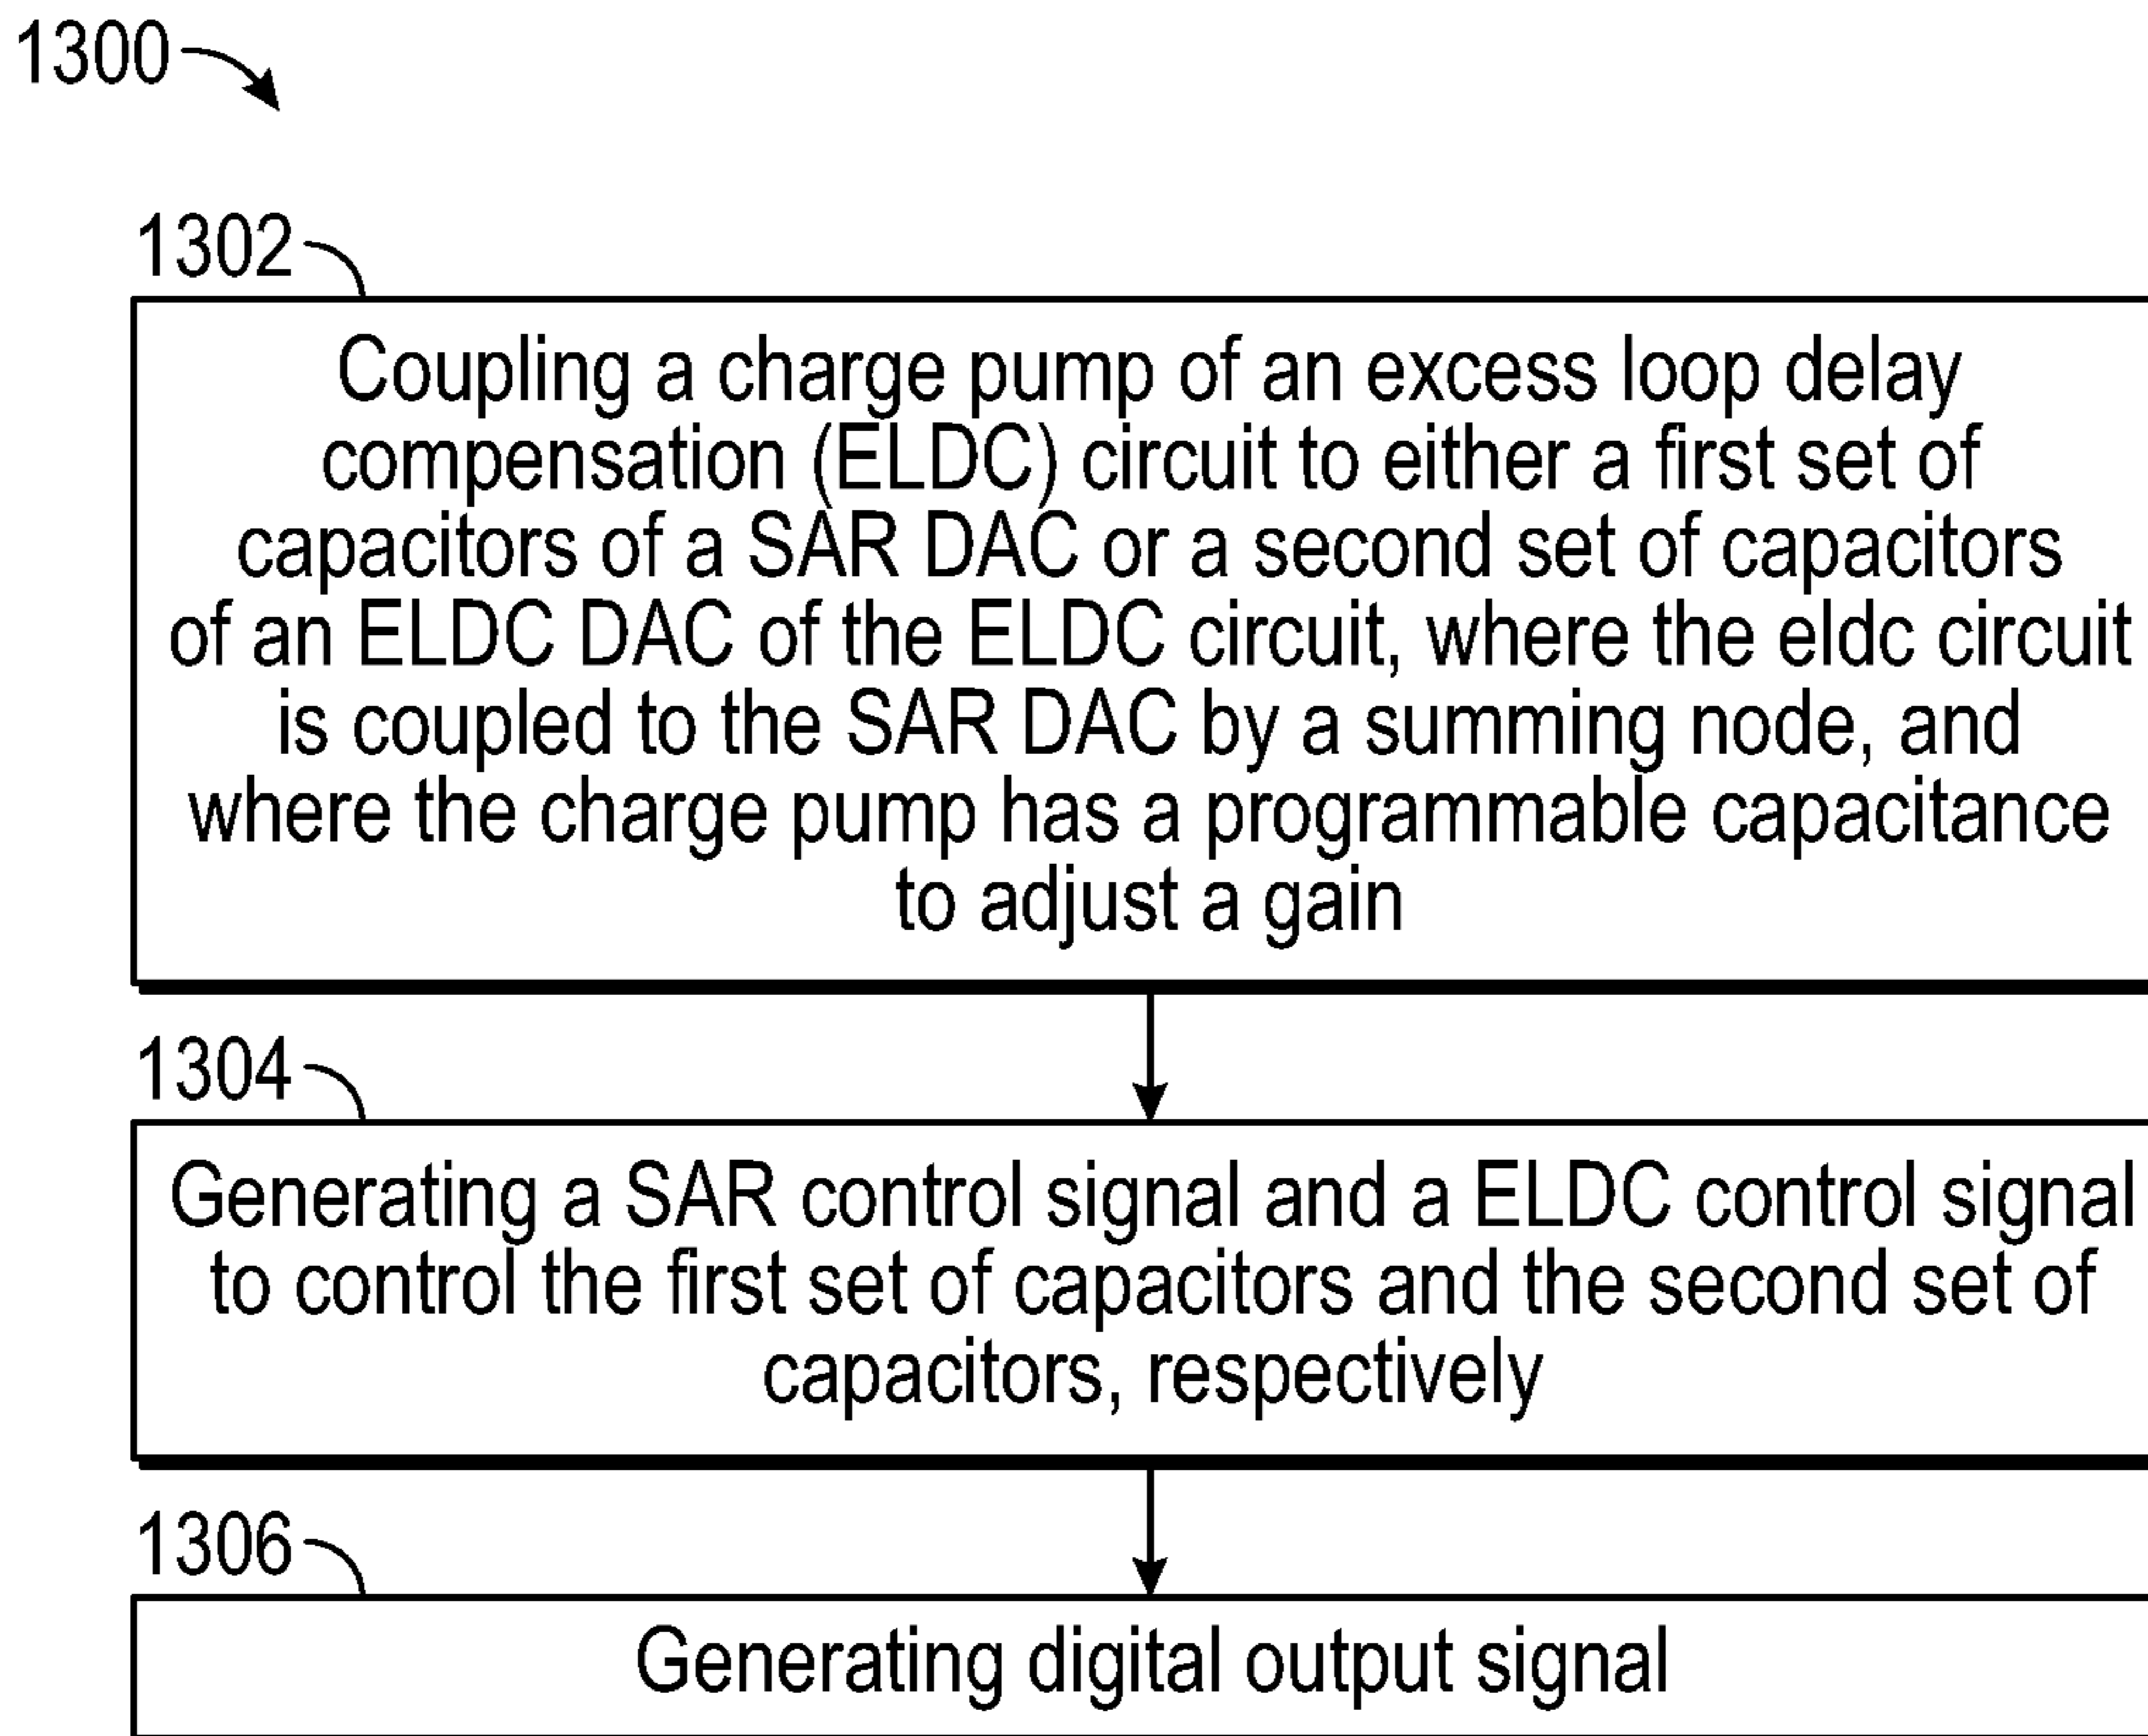 1300
1302
Coupling a charge pump of an excess loop delay
compensation (ELDC) circuit to either a first set of
capacitors of a SAR DAC or a second set of capacitors
of an ELDC DAC of the ELDC circuit, where the eldc circuit
is coupled to the SAR DAC by a summing node, and
where the charge pump has a programmable capacitance
to adjust a gain
1304
Generating a SAR control signal and a ELDC control signal
to control the first set of capacitors and the second set of
capacitors, respectively
1306
Generating digital output signal